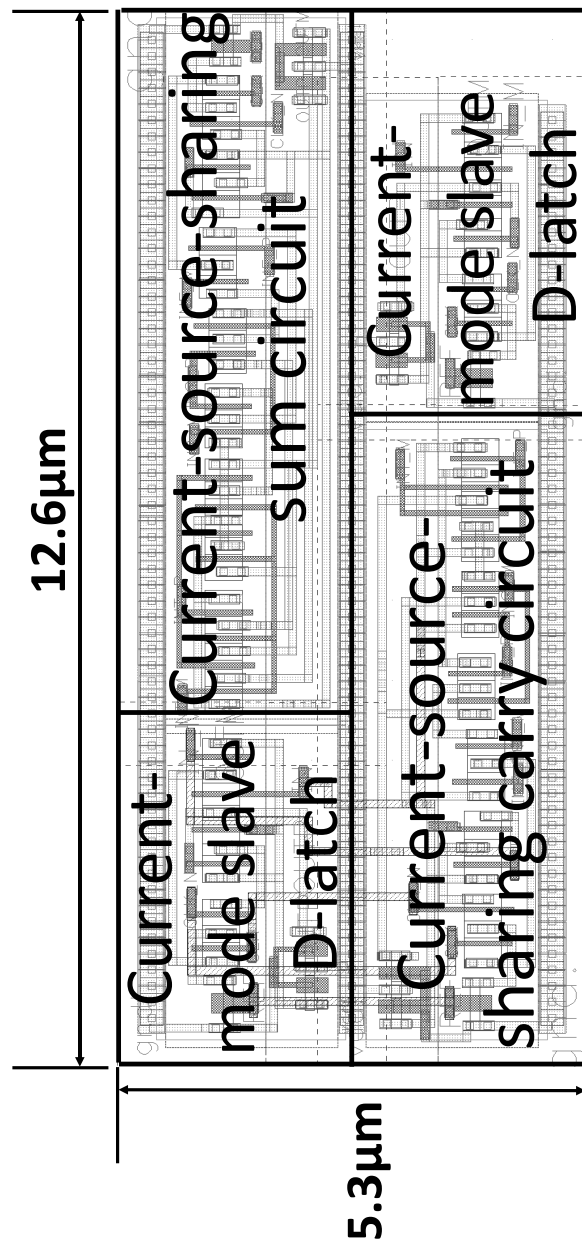 12.6µm
5.3µm
Current-
mode slave
D-latch
Current-source-sharing
sum circuit
Current-source-
sharing carry circuit
Current-
mode slave
D-latch